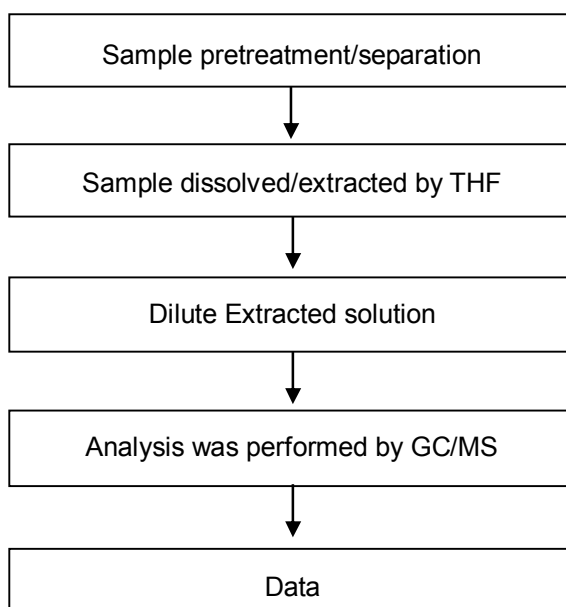 Sample pretreatment/separation
Sample dissolved/extracted by THF
Dilute Extracted solution
Analysis was performed by GC/MS
Data